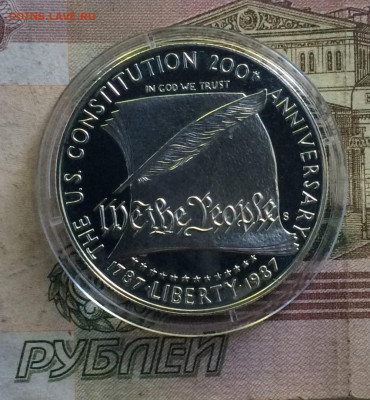 COINS.LAVE.RU
THE U.S. CONSTITUTION 200TH ANNIVERSARY
IN GOD WE TRUST
We the People
S
1787·LIBERTY·1987
РУБЛЕЙ